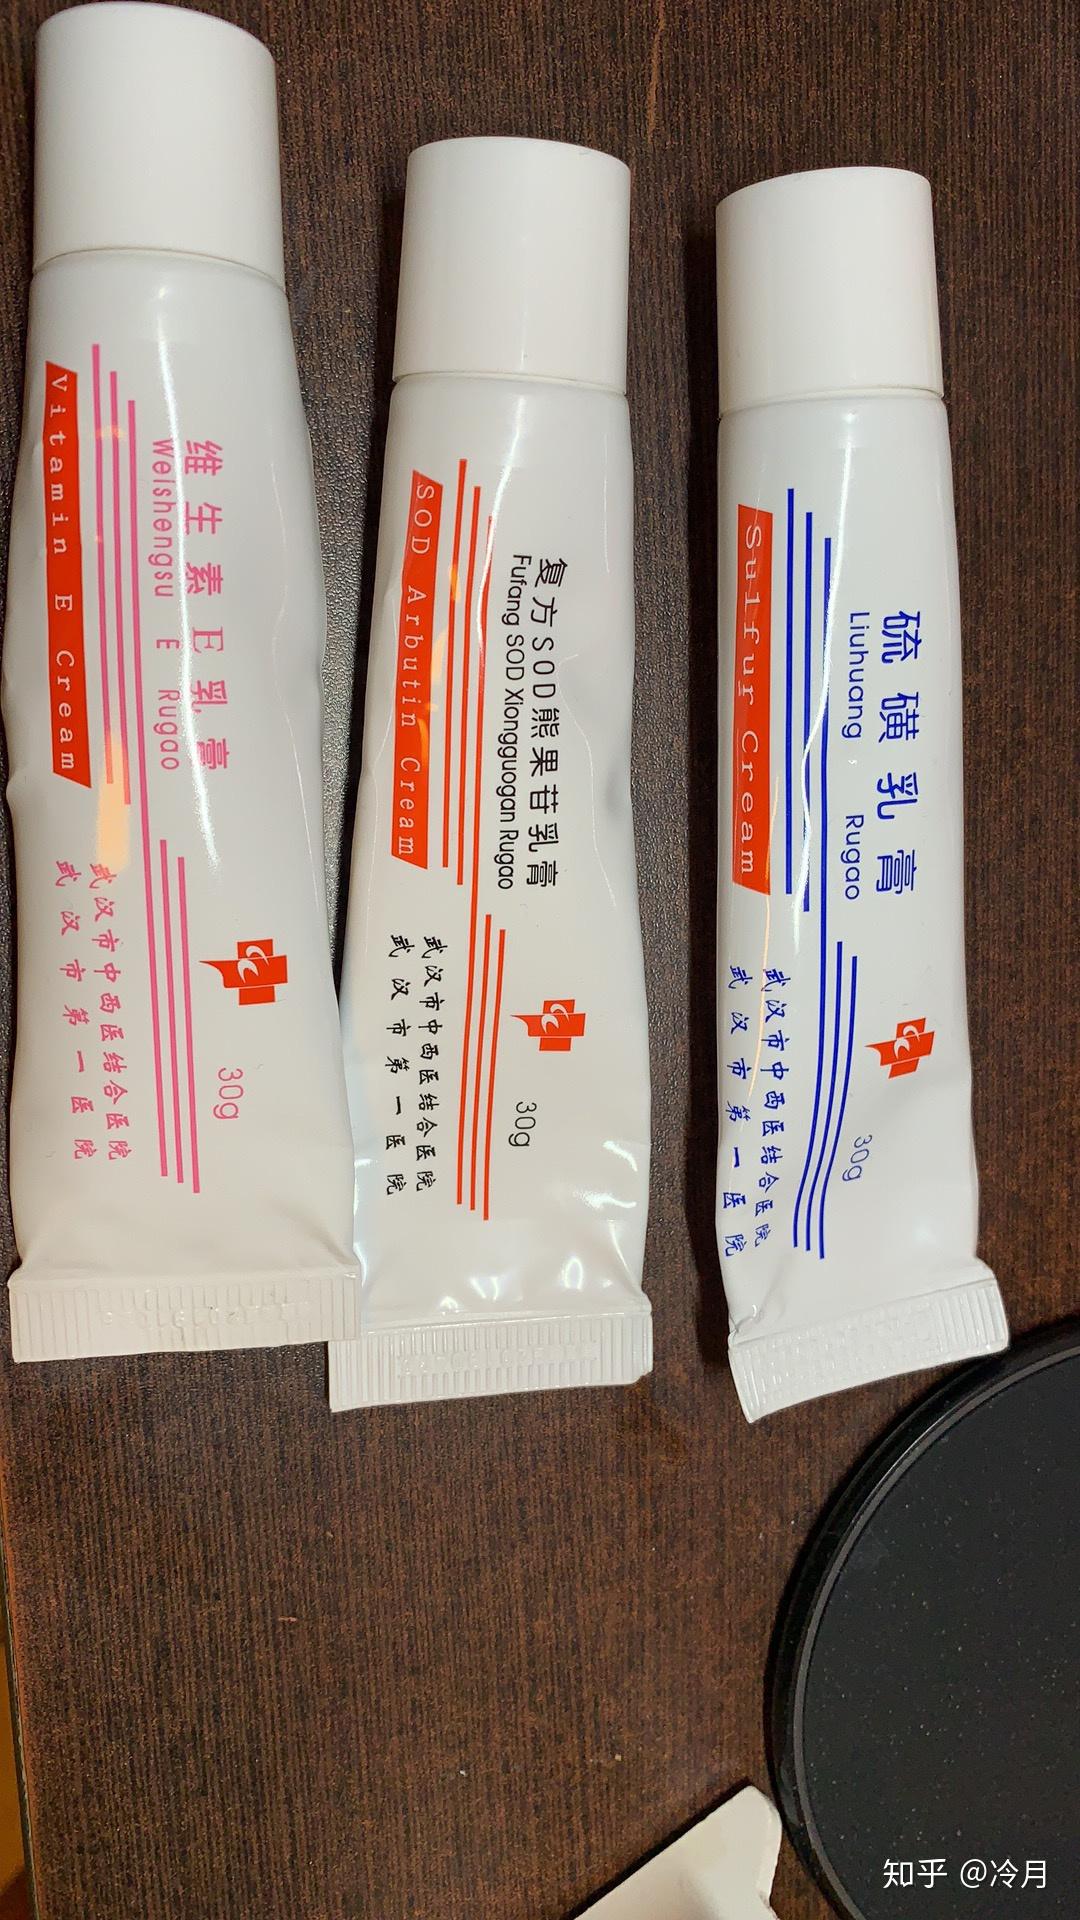 维生素E乳膏
Weishengsu E Rugao
Vitamin E Cream
30g
武汉市中西医结合医院
武汉市第一医院
复方SOD熊果苷乳膏
Fufang SOD Xiongguogan Rugao
SOD Arbutin Cream
30g
武汉市中西医结合医院
武汉市第一医院
硫磺乳膏
Liuhuang Rugao
Sulfur Cream
30g
武汉市中西医结合医院
武汉市第一医院
知乎 @冷月